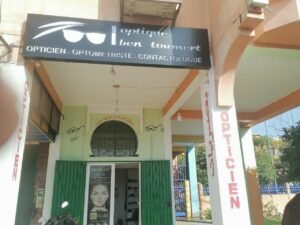 optique
ben toumert
OPTICIEN - OPTOMETRISTE - CONTACTOLOGUE
OPTICIEN